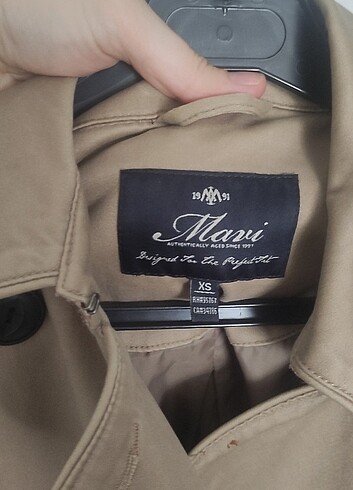 19 91
Mavi
AUTHENTICALLY AGED SINCE 1991
Designed For the Perfect Fit
XS